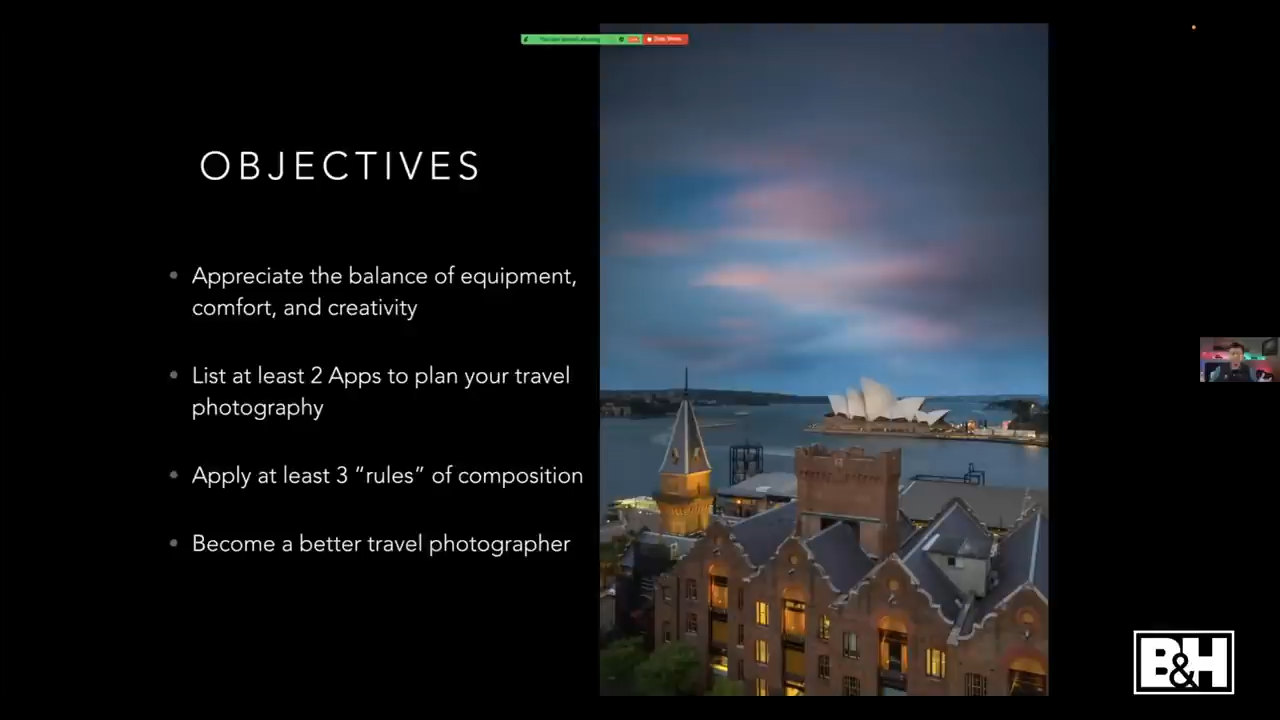 OBJECTIVES
• Appreciate the balance of equipment,
comfort, and creativity
• List at least 2 Apps to plan your travel
photography
• Apply at least 3 “rules” of composition
• Become a better travel photographer
B&H